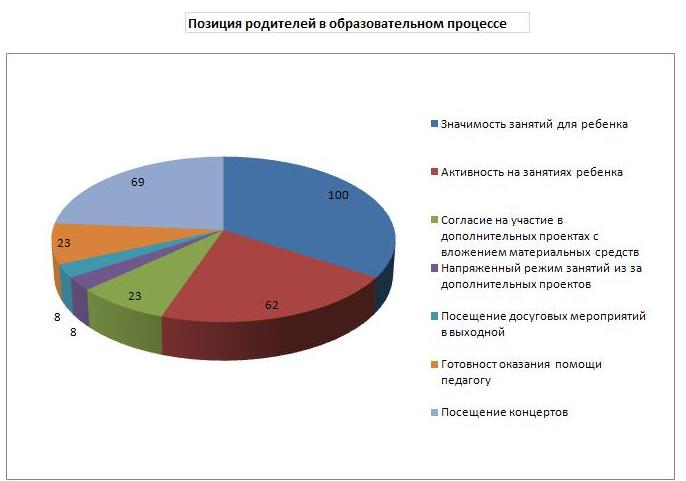 Позиция родителей в образовательном процессе
69
100
23
8
8
23
62
Значимость занятий для ребенка
Активность на занятиях ребенка
Согласие на участие в
дополнительных проектах с
вложением материальных средств
Напряженный режим занятий из за
дополнительных проектов
Посещение досуговых мероприятий
в выходной
Готовност оказания помощи
педагогу
Посещение концертов